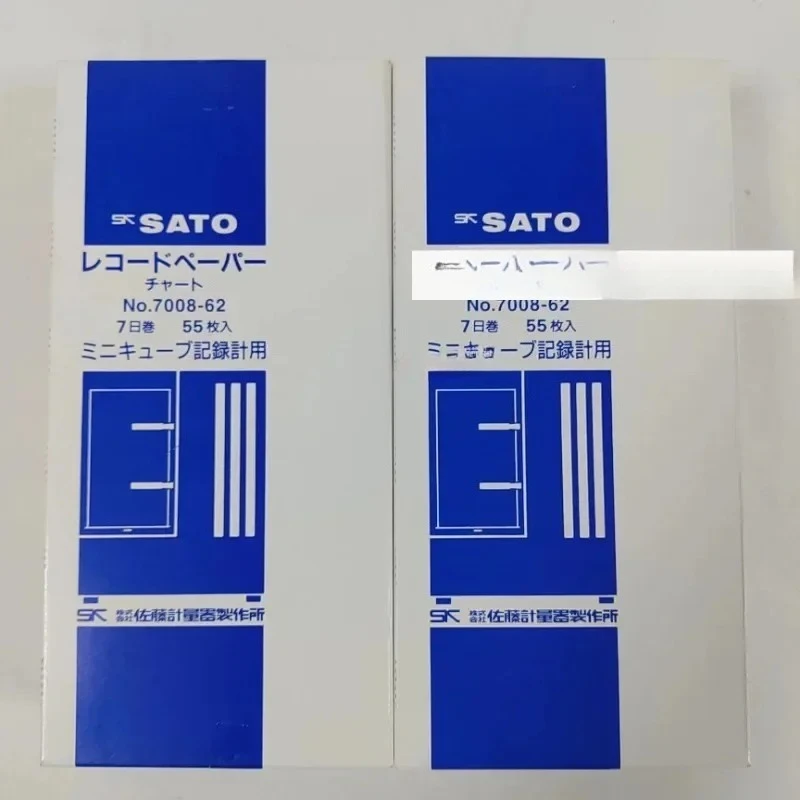 SK SATO
レコードペーパー
チャート
No.7008-62
7日巻 55枚入
ミニキューブ記録計用
SK 株式会社 佐藤計量器製作所
SK SATO
No.7008-62
7日巻 55枚入
ミニキューブ記録計用
SK 株式会社 佐藤計量器製作所